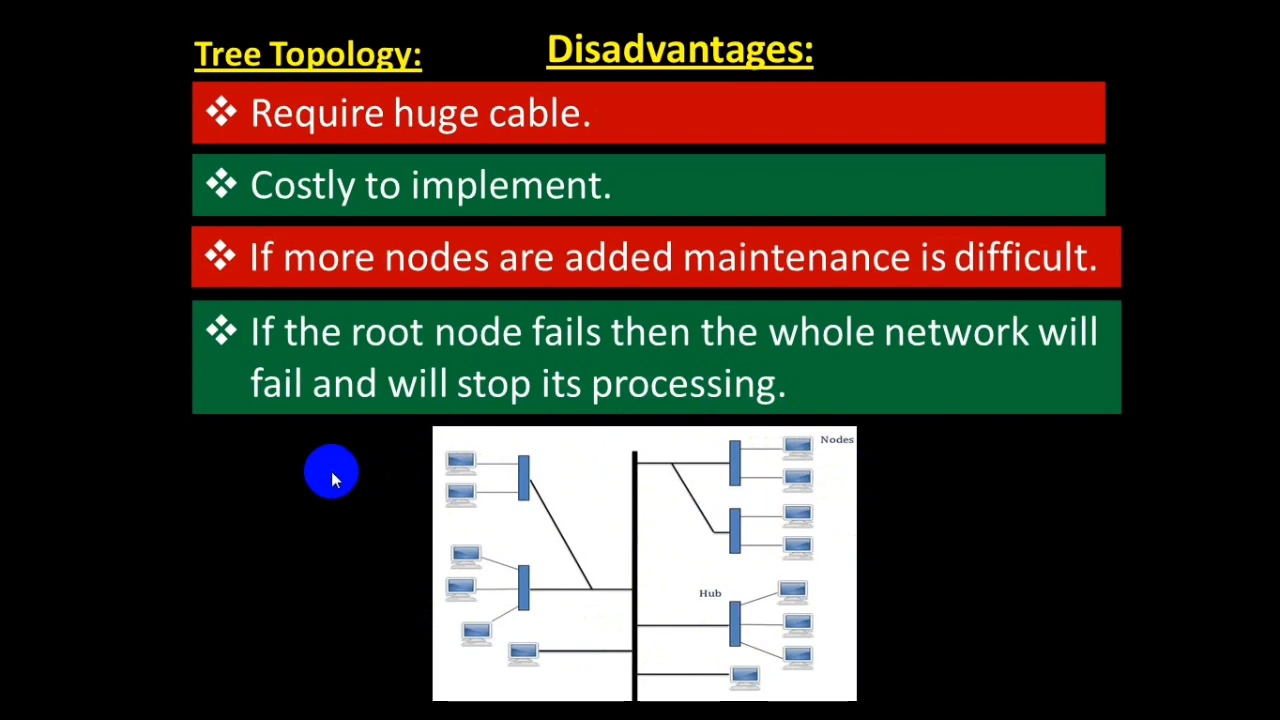 Tree Topology: Disadvantages:
❖ Require huge cable.
❖ Costly to implement.
❖ If more nodes are added maintenance is difficult.
❖ If the root node fails then the whole network will
fail and will stop its processing.
Nodes
Hub